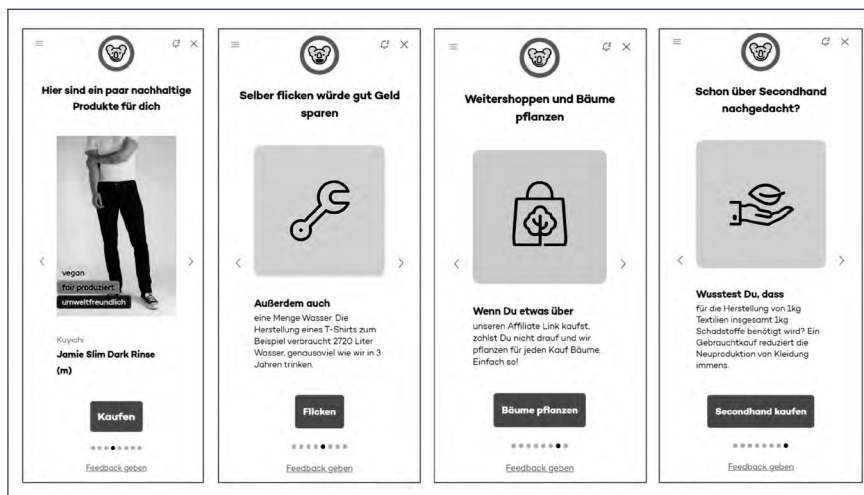 Hier sind ein paar nachhaltige
Produkte für dich
vegan
fair produziert
umweltfreundlich
Kuyichi
Jamie Slim Dark Rinse
(m)
Kaufen
Feedback geben
Selber flicken würde gut Geld
sparen
Außerdem auch
eine Menge Wasser. Die
Herstellung eines T-Shirts zum
Beispiel verbraucht 2720 Liter
Wasser, genausoviel wie wir in 3
Jahren trinken.
Flicken
Feedback geben
Weitershoppen und Bäume
pflanzen
Wenn Du etwas über
unseren Affiliate Link kaufst,
zahlst Du nicht drauf und wir
pflanzen für jeden Kauf Bäume.
Einfach so!
Bäume pflanzen
Feedback geben
Schon über Secondhand
nachgedacht?
Wusstest Du, dass
für die Herstellung von 1kg
Textilien insgesamt 1kg
Schadstoffe benötigt wird? Ein
Gebrauchtkauf reduziert die
Neuproduktion von Kleidung
immens.
Secondhand kaufen
Feedback geben